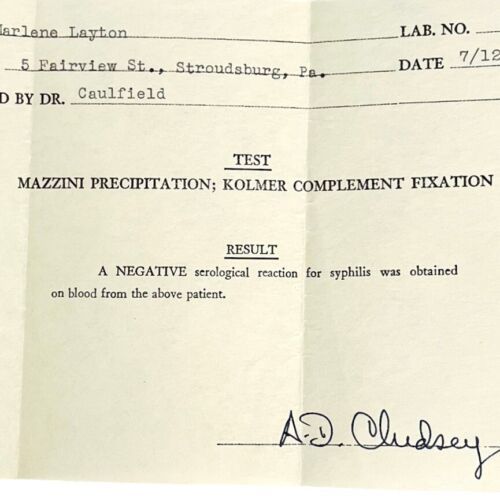 Marlene Layton LAB. NO.
5 Fairview St., Stroudsburg, Pa. DATE 7/12
D BY DR. Caulfield
TEST
MAZZINI PRECIPITATION; KOLMER COMPLEMENT FIXATION
RESULT
A NEGATIVE serological reaction for syphilis was obtained
on blood from the above patient.
A.D.